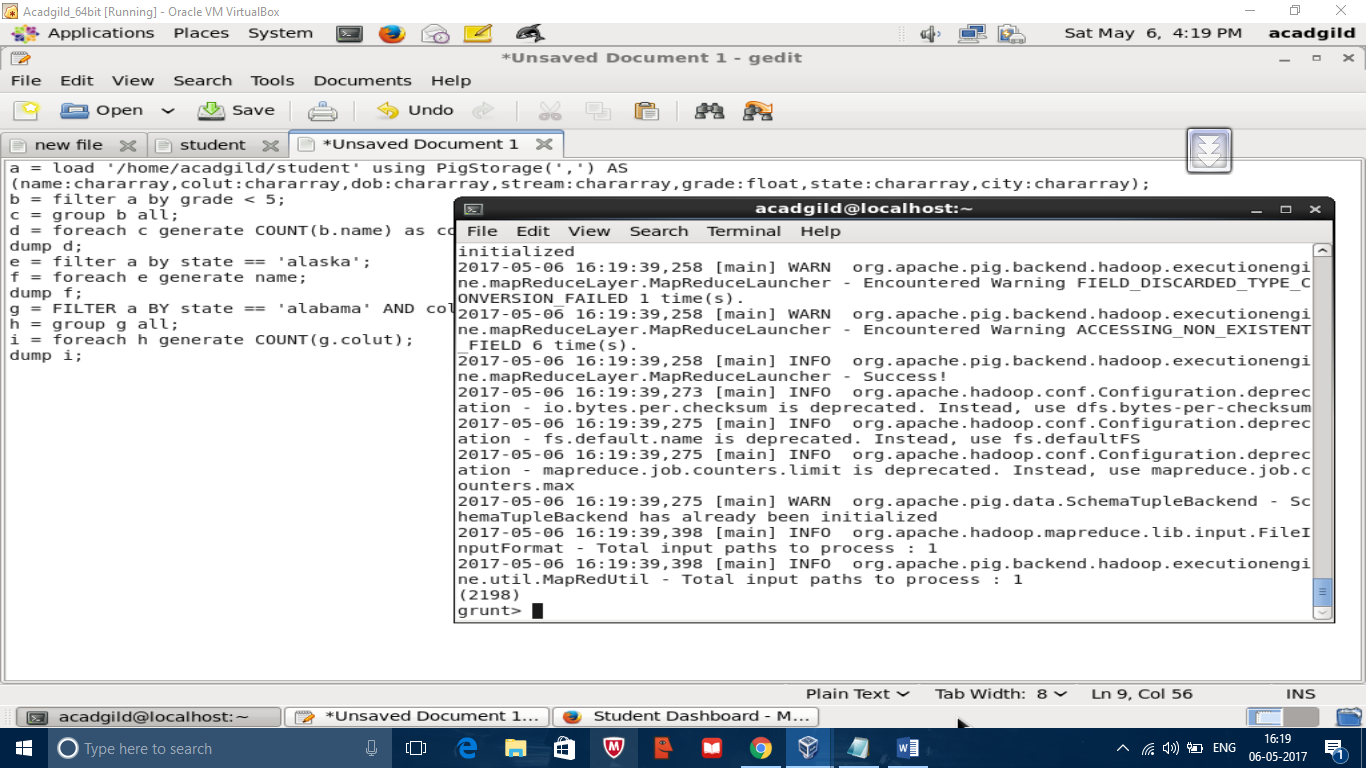 Acadgild_64bit [Running] - Oracle VM VirtualBox
Applications Places System Sat May 6, 4:19 PM acadgild
*Unsaved Document 1 - gedit
File Edit View Search Tools Documents Help
Open Save Undo
new file student *Unsaved Document 1
a = load '/home/acadgild/student' using PigStorage(',') AS
(name:chararray,colut:chararray,dob:chararray,stream:chararray,grade:float,state:chararray,city:chararray);
b = filter a by grade < 5;
c = group b all;
d = foreach c generate COUNT(b.name) as co
dump d;
e = filter a by state == 'alaska';
f = foreach e generate name;
dump f;
g = FILTER a BY state == 'alabama' AND col
h = group g all;
i = foreach h generate COUNT(g.colut);
dump i;
acadgild@localhost:~
File Edit View Search Terminal Help
initialized
2017-05-06 16:19:39,258 [main] WARN  org.apache.pig.backend.hadoop.executionengi
ne.mapReduceLayer.MapReduceLauncher - Encountered Warning FIELD_DISCARDED_TYPE_C
ONVERSION_FAILED 1 time(s).
2017-05-06 16:19:39,258 [main] WARN  org.apache.pig.backend.hadoop.executionengi
ne.mapReduceLayer.MapReduceLauncher - Encountered Warning ACCESSING_NON_EXISTENT
_FIELD 6 time(s).
2017-05-06 16:19:39,258 [main] INFO  org.apache.pig.backend.hadoop.executionengi
ne.mapReduceLayer.MapReduceLauncher - Success!
2017-05-06 16:19:39,273 [main] INFO  org.apache.hadoop.conf.Configuration.deprec
ation - io.bytes.per.checksum is deprecated. Instead, use dfs.bytes-per-checksum
2017-05-06 16:19:39,275 [main] INFO  org.apache.hadoop.conf.Configuration.deprec
ation - fs.default.name is deprecated. Instead, use fs.defaultFS
2017-05-06 16:19:39,275 [main] INFO  org.apache.hadoop.conf.Configuration.deprec
ation - mapreduce.job.counters.limit is deprecated. Instead, use mapreduce.job.c
ounters.max
2017-05-06 16:19:39,275 [main] WARN  org.apache.pig.data.SchemaTupleBackend - Sc
hemaTupleBackend has already been initialized
2017-05-06 16:19:39,398 [main] INFO  org.apache.hadoop.mapreduce.lib.input.FileI
nputFormat - Total input paths to process : 1
2017-05-06 16:19:39,398 [main] INFO  org.apache.pig.backend.hadoop.executionengi
ne.util.MapRedUtil - Total input paths to process : 1
(2198)
grunt>
Plain Text Tab Width: 8 Ln 9, Col 56 INS
acadgild@localhost:~ *Unsaved Document 1... Student Dashboard - M...
Type here to search ENG 16:19
06-05-2017
1